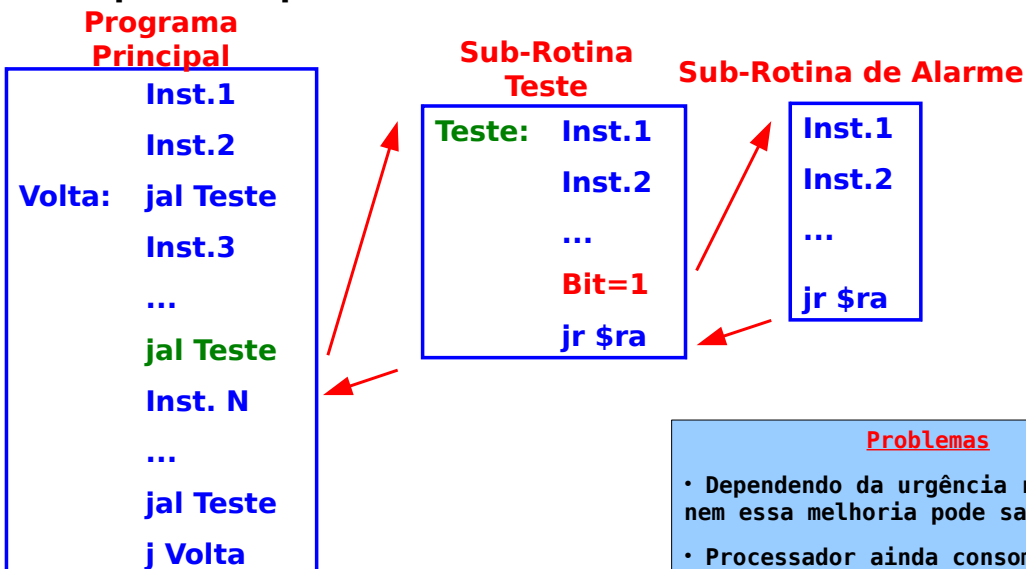 Programa
Principal
Inst.1
Inst.2
Volta: jal Teste
Inst.3
...
jal Teste
Inst. N
...
jal Teste
j Volta
Sub-Rotina
Teste
Teste: Inst.1
Inst.2
...
Bit=1
jr $ra
Sub-Rotina de Alarme
Inst.1
Inst.2
...
jr $ra
Problemas
• Dependendo da urgência
nem essa melhoria pode
• Processador ainda